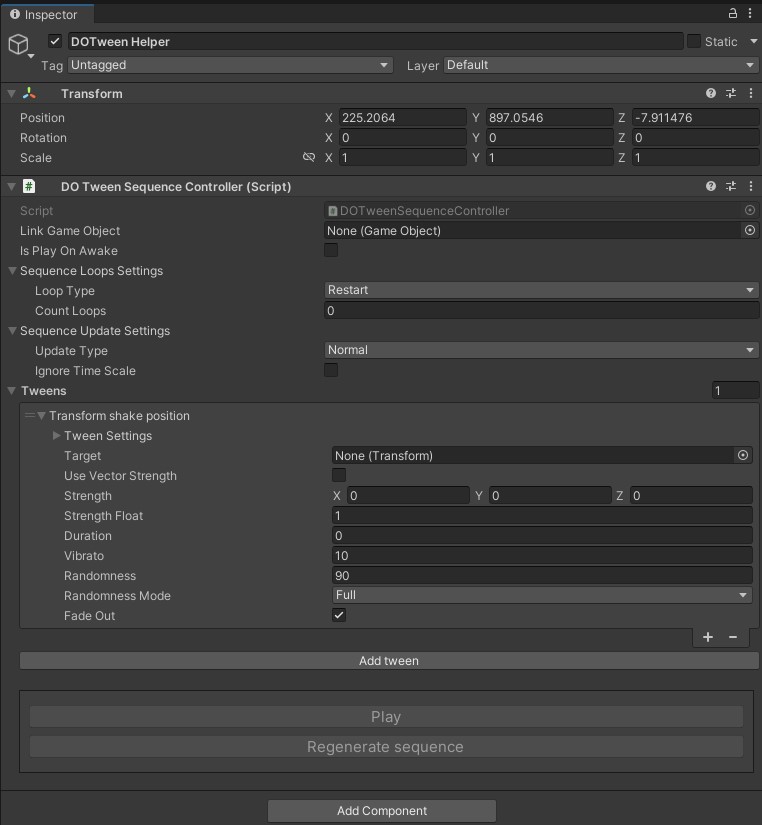 Inspector
DOTween Helper Static
Tag Untagged Layer Default
Transform
Position X 225.2064 Y 897.0546 Z -7.911476
Rotation X 0 Y 0 Z 0
Scale X 1 Y 1 Z 1
# DO Tween Sequence Controller (Script)
Script # DOTweenSequenceController
Link Game Object None (Game Object)
Is Play On Awake
Sequence Loops Settings
Loop Type Restart
Count Loops 0
Sequence Update Settings
Update Type Normal
Ignore Time Scale
Tweens 1
Transform shake position
Tween Settings
Target None (Transform)
Use Vector Strength
Strength X 0 Y 0 Z 0
Strength Float 1
Duration 0
Vibrato 10
Randomness 90
Randomness Mode Full
Fade Out
+ −
Add tween
Play
Regenerate sequence
Add Component